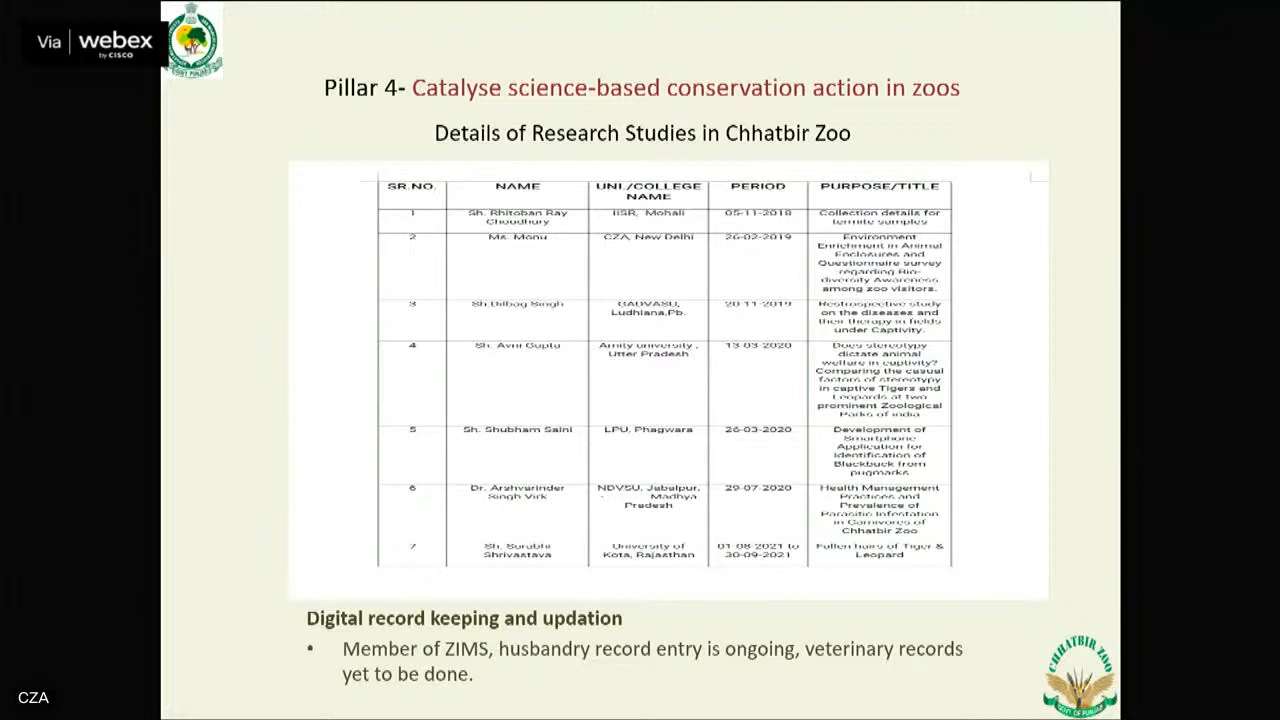 Via webex
by CISCO
GOVT PUNJAB
Pillar 4- Catalyse science-based conservation action in zoos
Details of Research Studies in Chhatbir Zoo
SR.NO. NAME UNI./COLLEGE NAME PERIOD PURPOSE/TITLE
1 Sh. Rhitoban Ray Choudhury IISR, Mohali 05-11-2018 Collection details for termite samples
2 Ms. Monu CZA, New Delhi 26-02-2019 Environment Enrichment in Animal Enclosures and Questionnaire survey regarding Bio-diversity Awareness among zoo visitors.
3 Sh.Dilbag Singh GADVASU, Ludhiana,Pb. 20-11-2019 Restrospective study on the diseases and their therapy in fields under Captivity.
4 Sh. Avni Gupta Amity university , Utter Pradesh 13-03-2020 Does stereotypy dictate animal welfare in captivity? Comparing the casual factors of stereotypy in captive Tigers and Leopards at two prominent Zoological Parks of india
5 Sh. Shubham Saini LPU, Phagwara 26-03-2020 Development of Smartphone Application for Identification of Blackbuck from pugmarks
6 Dr. Arshvarinder Singh Virk NDVSU, Jabalpur, - Madhya Pradesh 29-07-2020 Health Management Practices and Prevalence of Parasitic Infestation in Carnivores of Chhatbir Zoo
7 Sh. Surabhi Shrivastava University of Kota, Rajasthan 01-08-2021 to 30-09-2021 Fallen hairs of Tiger & Leopard
Digital record keeping and updation
• Member of ZIMS, husbandry record entry is ongoing, veterinary records
yet to be done.
CHHATBIR ZOO
GOVT. OF PUNJAB
CZA